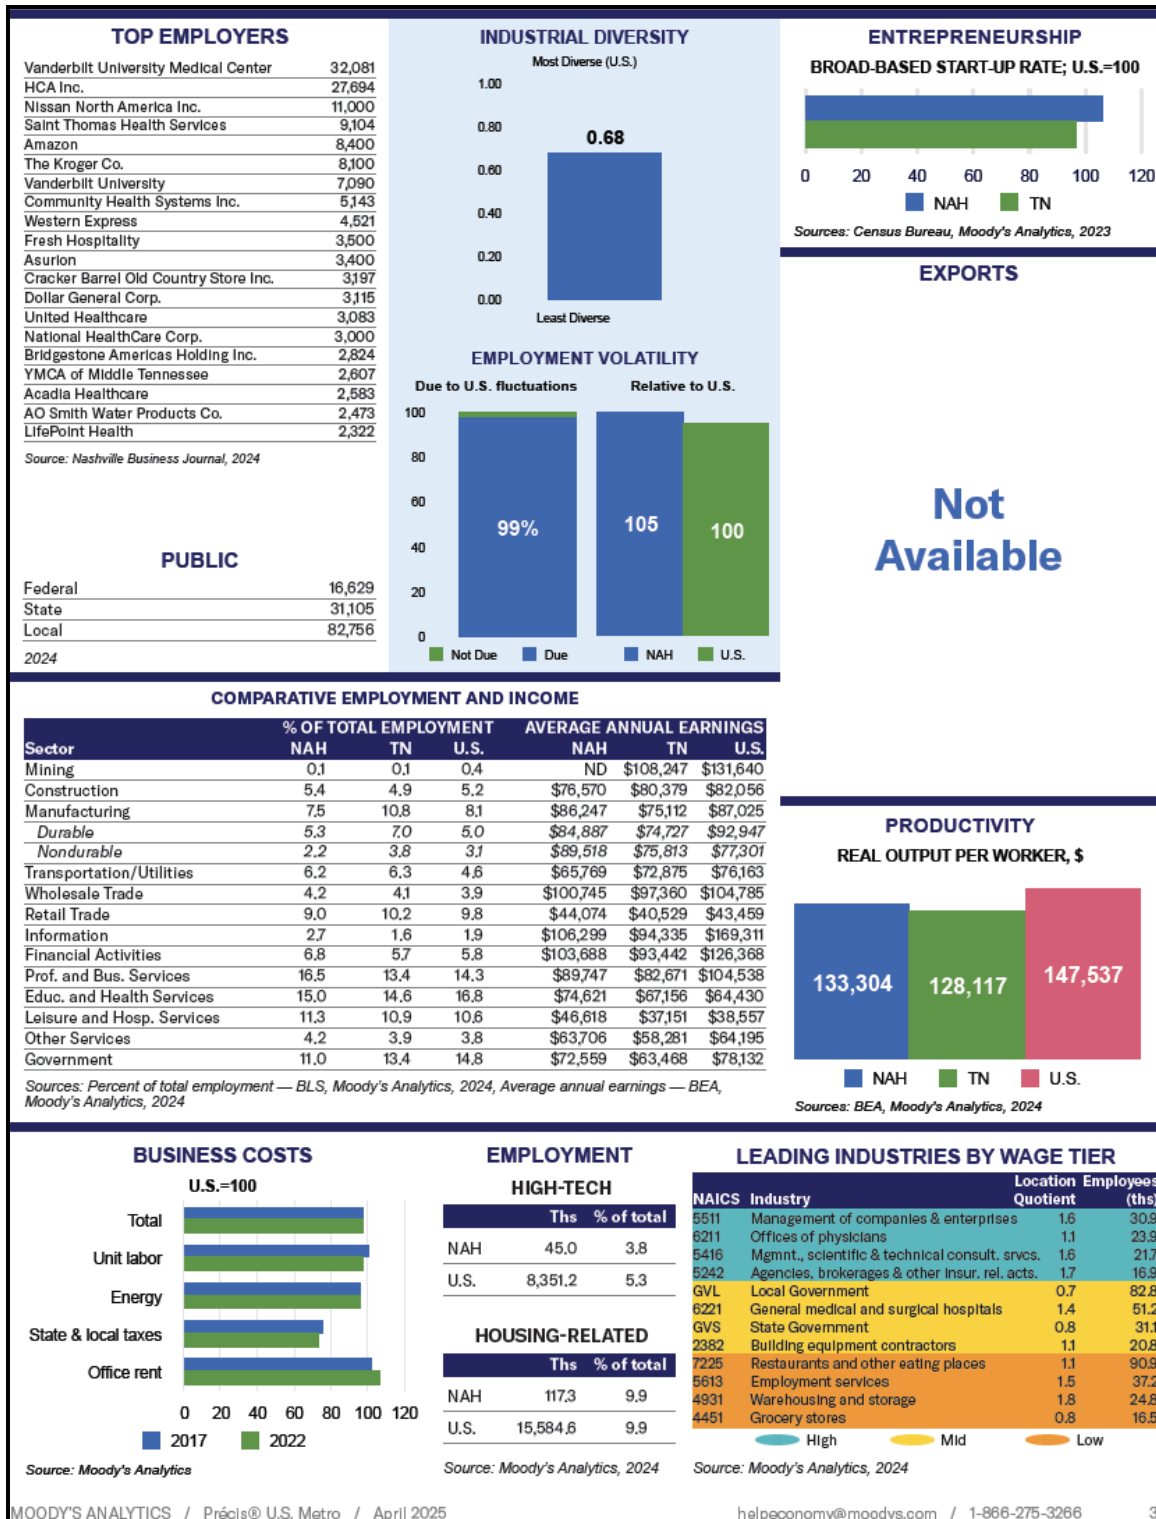 TOP EMPLOYERS
Vanderbilt University Medical Center 32,081
HCA Inc. 27,694
Nissan North America Inc. 11,000
Saint Thomas Health Services 9,104
Amazon 8,400
The Kroger Co. 8,100
Vanderbilt University 7,090
Community Health Systems Inc. 5,143
Western Express 4,521
Fresh Hospitality 3,500
Asurion 3,400
Cracker Barrel Old Country Store Inc. 3,197
Dollar General Corp. 3,115
United Healthcare 3,083
National HealthCare Corp. 3,000
Bridgestone Americas Holding Inc. 2,824
YMCA of Middle Tennessee 2,607
Acadia Healthcare 2,583
AO Smith Water Products Co. 2,473
LifePoint Health 2,322
Source: Nashville Business Journal, 2024
PUBLIC
Federal 16,629
State 31,105
Local 82,756
2024
INDUSTRIAL DIVERSITY
Most Diverse (U.S.)
1.00
0.80
0.68
0.60
0.40
0.20
0.00
Least Diverse
EMPLOYMENT VOLATILITY
Due to U.S. fluctuations Relative to U.S.
100
80
60
99% 105 100
40
20
0
Not Due Due NAH U.S.
ENTREPRENEURSHIP
BROAD-BASED START-UP RATE; U.S.=100
0 20 40 60 80 100 120
NAH TN
Sources: Census Bureau, Moody's Analytics, 2023
EXPORTS
Not
Available
COMPARATIVE EMPLOYMENT AND INCOME
% OF TOTAL EMPLOYMENT AVERAGE ANNUAL EARNINGS
Sector NAH TN U.S. NAH TN U.S.
Mining 0.1 0.1 0.4 ND $108,247 $131,640
Construction 5.4 4.9 5.2 $76,570 $80,379 $82,056
Manufacturing 7.5 10.8 8.1 $86,247 $75,112 $87,025
Durable 5.3 7.0 5.0 $84,887 $74,727 $92,947
Nondurable 2.2 3.8 3.1 $89,518 $75,813 $77,301
Transportation/Utilities 6.2 6.3 4.6 $65,769 $72,875 $76,163
Wholesale Trade 4.2 4.1 3.9 $100,745 $97,360 $104,785
Retail Trade 9.0 10.2 9.8 $44,074 $40,529 $43,459
Information 2.7 1.6 1.9 $106,299 $94,335 $169,311
Financial Activities 6.8 5.7 5.8 $103,688 $93,442 $126,368
Prof. and Bus. Services 16.5 13.4 14.3 $89,747 $82,671 $104,538
Educ. and Health Services 15.0 14.6 16.8 $74,621 $67,156 $64,430
Leisure and Hosp. Services 11.3 10.9 10.6 $46,618 $37,151 $38,557
Other Services 4.2 3.9 3.8 $63,706 $58,281 $64,195
Government 11.0 13.4 14.8 $72,559 $63,468 $78,132
Sources: Percent of total employment — BLS, Moody's Analytics, 2024, Average annual earnings — BEA,
Moody's Analytics, 2024
PRODUCTIVITY
REAL OUTPUT PER WORKER, $
133,304 128,117 147,537
NAH TN U.S.
Sources: BEA, Moody's Analytics, 2024
BUSINESS COSTS
U.S.=100
Total
Unit labor
Energy
State & local taxes
Office rent
0 20 40 60 80 100 120
2017 2022
Source: Moody's Analytics
EMPLOYMENT
HIGH-TECH
Ths % of total
NAH 45.0 3.8
U.S. 8,351.2 5.3
HOUSING-RELATED
Ths % of total
NAH 117.3 9.9
U.S. 15,584.6 9.9
Source: Moody's Analytics, 2024
LEADING INDUSTRIES BY WAGE TIER
Location Employees
NAICS Industry Quotient (ths)
5511 Management of companies & enterprises 1.6 30.9
6211 Offices of physicians 1.1 23.9
5416 Mgmnt., scientific & technical consult. srvcs. 1.6 21.7
5242 Agencies, brokerages & other insur. rel. acts. 1.7 16.9
GVL Local Government 0.7 82.8
6221 General medical and surgical hospitals 1.4 51.2
GVS State Government 0.8 31.1
2382 Building equipment contractors 1.1 20.8
7225 Restaurants and other eating places 1.1 90.9
5613 Employment services 1.5 37.2
4931 Warehousing and storage 1.8 24.8
4451 Grocery stores 0.8 16.5
High Mid Low
Source: Moody's Analytics, 2024
MOODY'S ANALYTICS / Précis® U.S. Metro / April 2025 helpeconomy@moodys.com / 1-866-275-3266 3